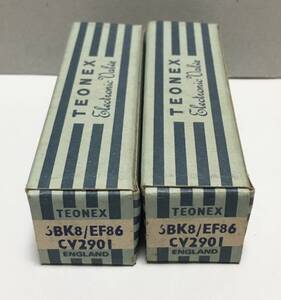 TEONEX
Electronic Valve
TEONEX
Electronic Valve
TEONEX
6BK8/EF86
CV2901
ENGLAND
TEONEX
6BK8/EF86
CV2901
ENGLAND